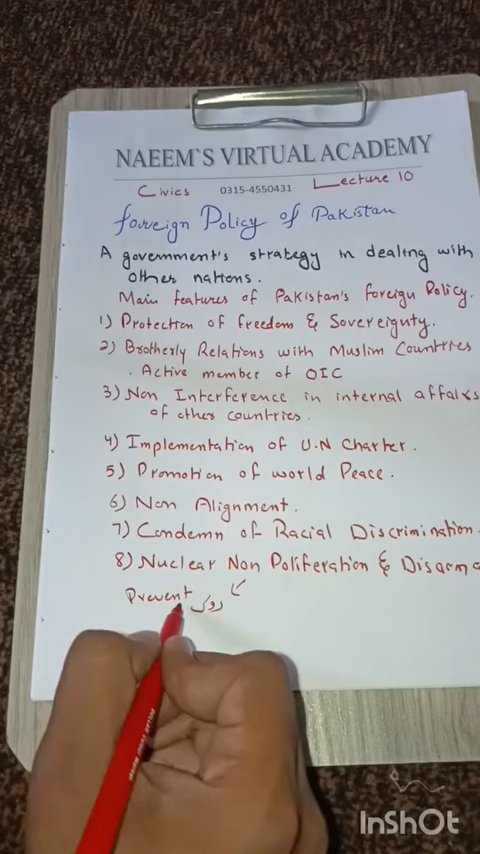 NAEEM`S VIRTUAL ACADEMY
Civics 0315-4550431 Lecture 10
Foreign Policy of Pakistan
A government's strategy in dealing with
other nations.
Main features of Pakistan's Foreign Policy.
1) Protection of freedom & Sovereignty.
2) Brotherly Relations with Muslim Countries
. Active member of OIC
3) Non Interference in internal affairs
of other countries.
4) Implementation of U.N Charter.
5) Promotion of world Peace.
6) Non Alignment.
7) Condemn of Racial Discrimination.
8) Nuclear Non Poliferation & Disarma
Prevent روک
InShOt